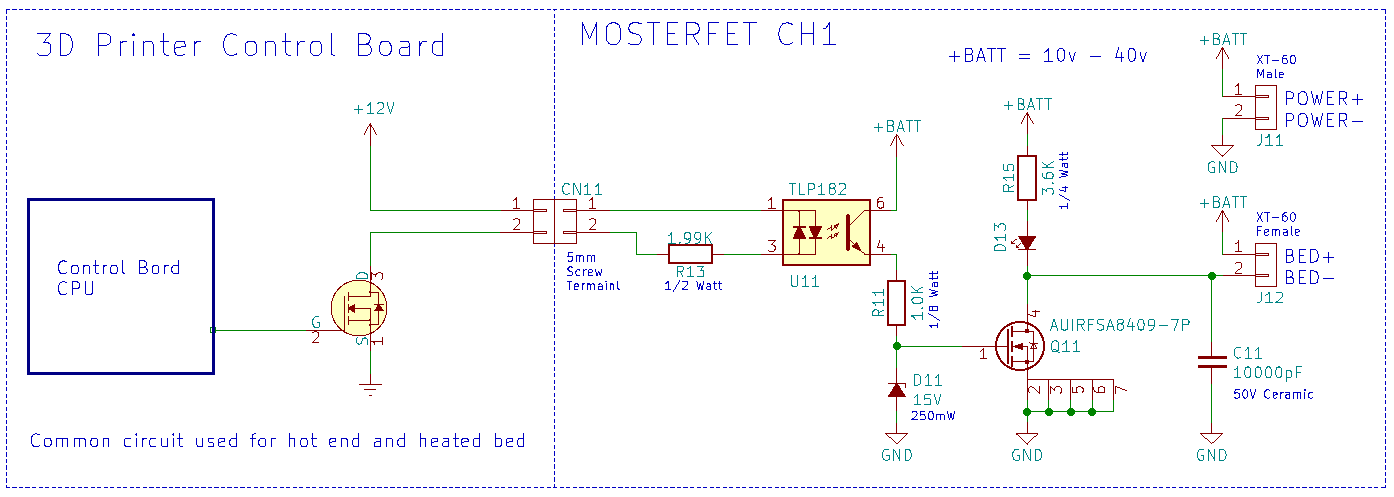 3D Printer Control Board
MOSTERFET CH1
+BATT = 10v - 40v
+BATT
XT-60
Male
1
2
POWER+
POWER-
J11
GND
+12V
+BATT
+BATT
R15
3.6K
1/4 Watt
CN11
1
2
1
2
5mm
Screw
Termainl
TLP182
1
3
6
4
U11
1.99K
R13
1/2 Watt
D13
+BATT
XT-60
Female
1
2
BED+
BED-
J12
Control Bord
CPU
D
3
G
2
S
1
R11
1.0K
1/8 Watt
4
1
AUIRFSA8409-7P
Q11
2
3
5
6
7
D11
15V
250mW
C11
10000pF
50V Ceramic
GND
GND
GND
Common circuit used for hot end and heated bed